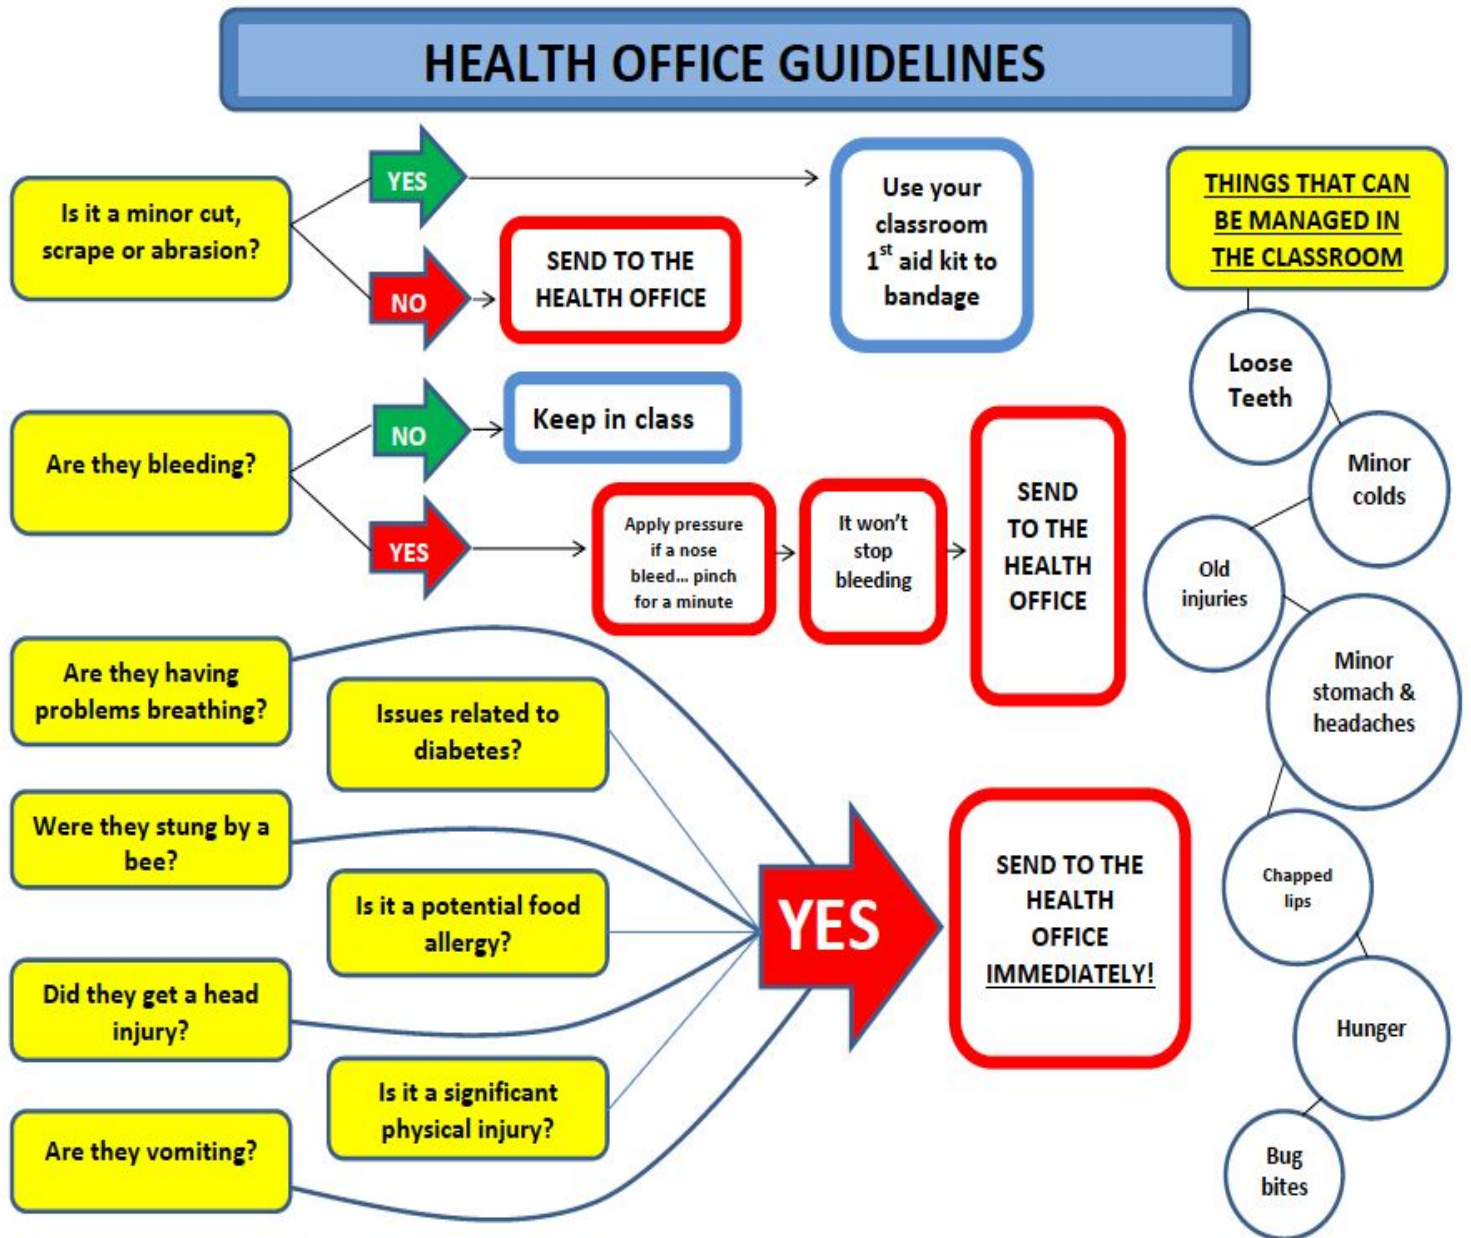 HEALTH OFFICE GUIDELINES
Is it a minor cut,
scrape or abrasion?
YES
Use your
classroom
1st aid kit to
bandage
NO
SEND TO THE
HEALTH OFFICE
Are they bleeding?
NO
Keep in class
YES
Apply pressure
if a nose
bleed... pinch
for a minute
It won't
stop
bleeding
SEND
TO THE
HEALTH
OFFICE
Are they having
problems breathing?
Issues related to
diabetes?
Were they stung by a
bee?
Is it a potential food
allergy?
Did they get a head
injury?
Is it a significant
physical injury?
Are they vomiting?
YES
SEND TO THE
HEALTH
OFFICE
IMMEDIATELY!
THINGS THAT CAN
BE MANAGED IN
THE CLASSROOM
Loose
Teeth
Minor
colds
Old
injuries
Minor
stomach &
headaches
Chapped
lips
Hunger
Bug
bites